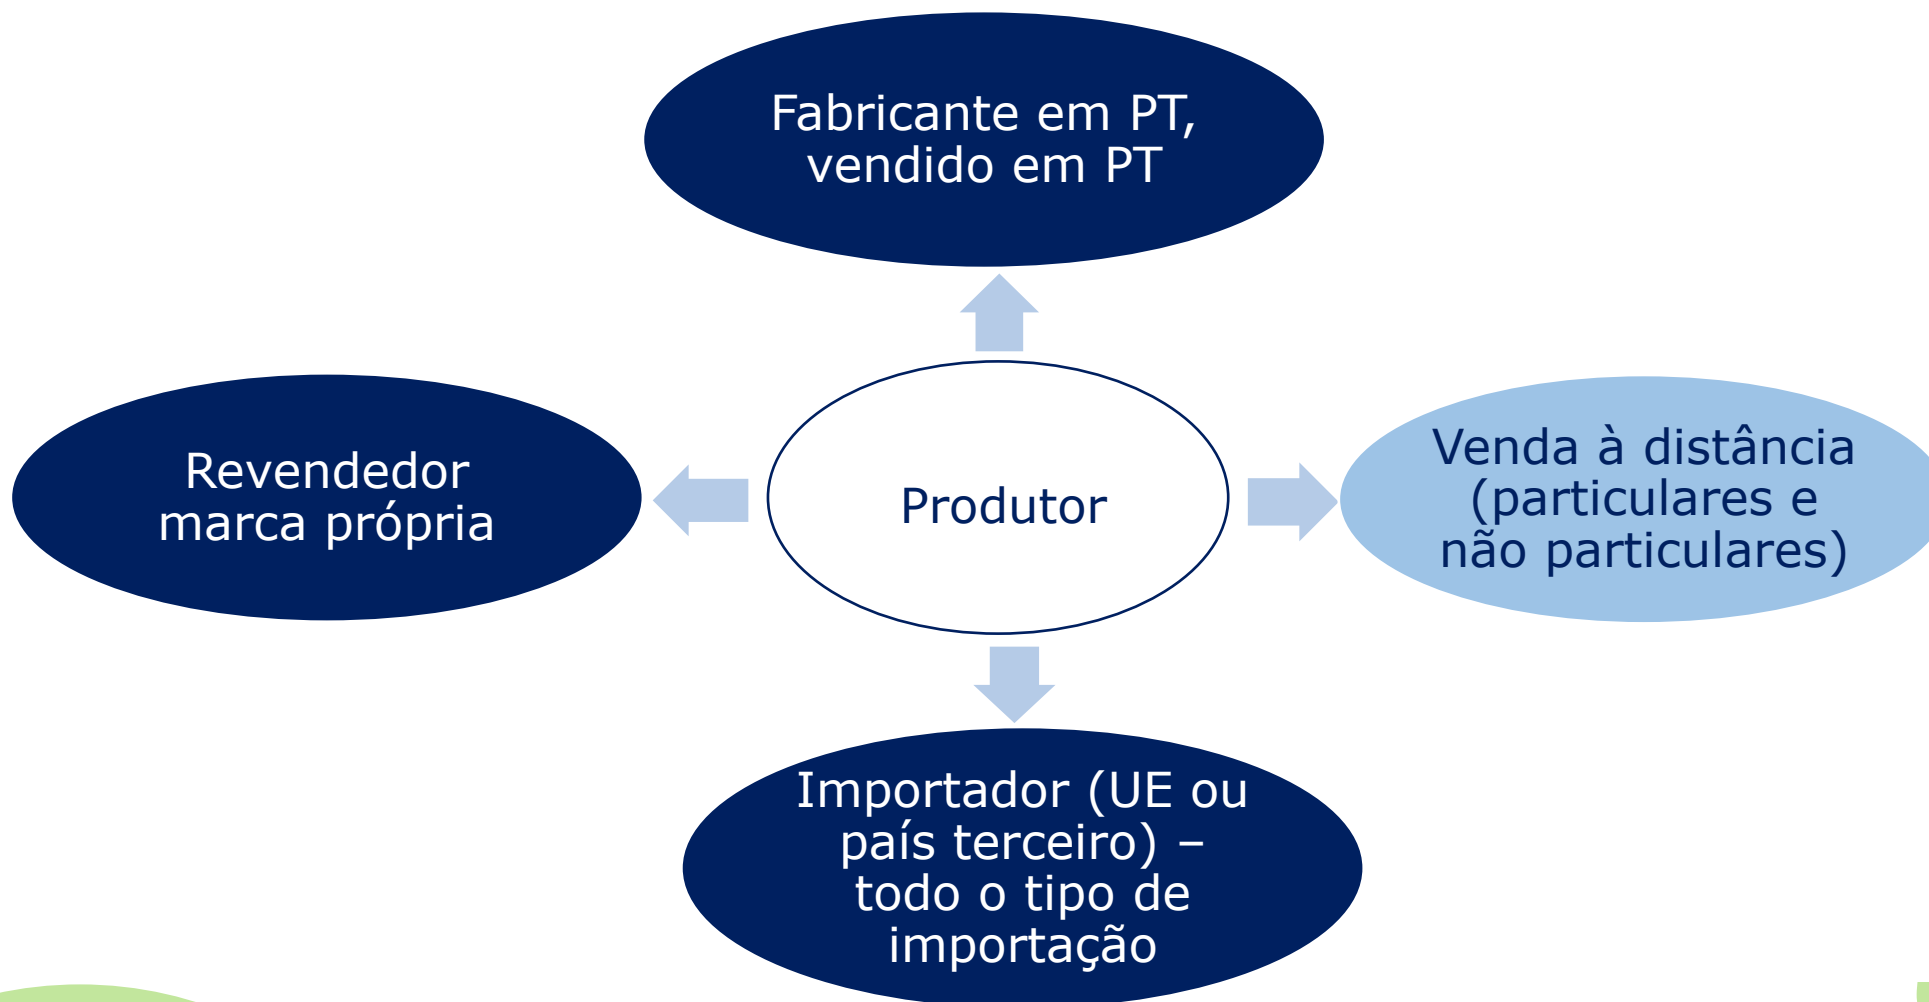 Fabricante em PT,
vendido em PT
Revendedor
marca própria
Produtor
Venda à distância
(particulares e
não particulares)
Importador (UE ou
país terceiro) –
todo o tipo de
importação